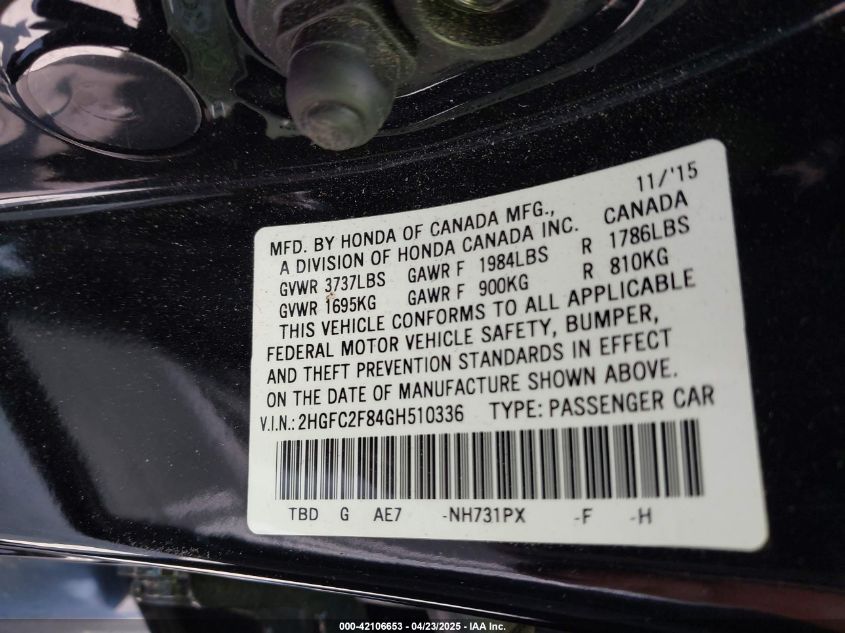 11/'15
MFD. BY HONDA OF CANADA MFG.,
A DIVISION OF HONDA CANADA INC. CANADA
GVWR 3737LBS GAWR F 1984LBS R 1786LBS
GVWR 1695KG GAWR F 900KG R 810KG
THIS VEHICLE CONFORMS TO ALL APPLICABLE
FEDERAL MOTOR VEHICLE SAFETY, BUMPER,
AND THEFT PREVENTION STANDARDS IN EFFECT
ON THE DATE OF MANUFACTURE SHOWN ABOVE.
V.I.N.: 2HGFC2F84GH510336 TYPE: PASSENGER CAR
TBD G AE7 -NH731PX -F -H
000-42106653 - 04/23/2025 - IAA Inc.